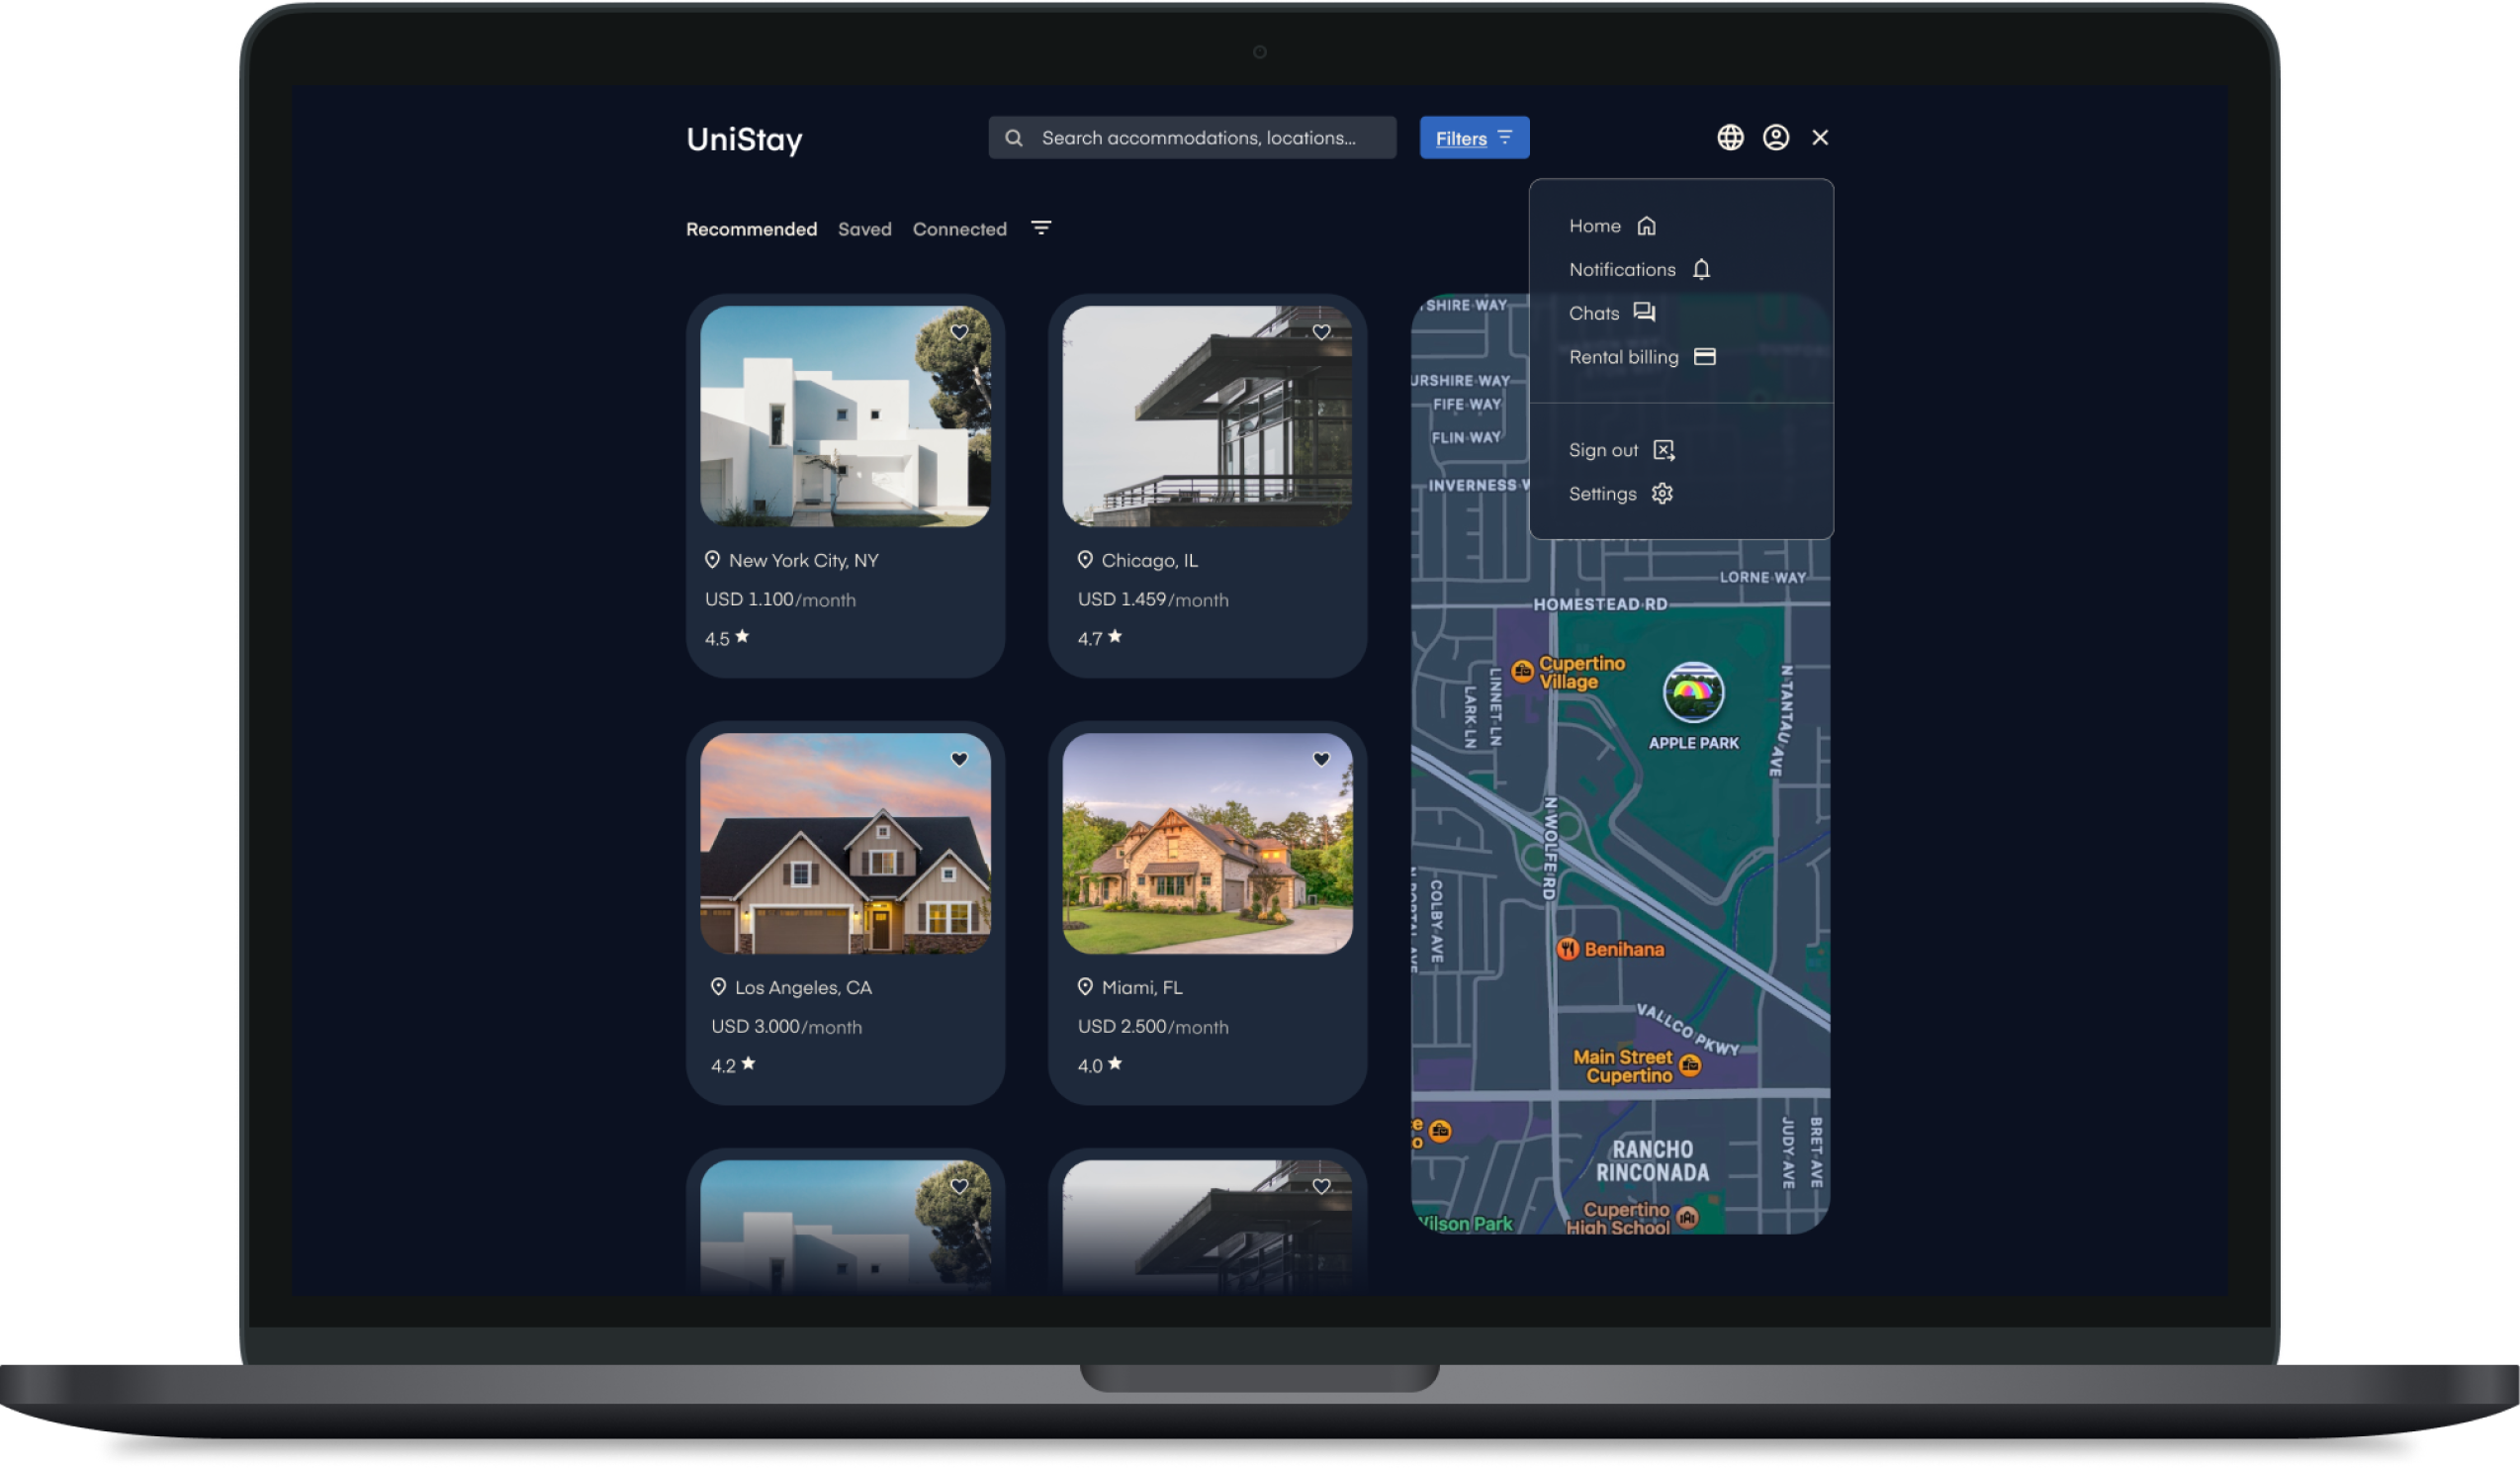 UniStay
Search accommodations, locations...
Filters
Recommended
Saved
Connected
Home
Notifications
Chats
Rental billing
Sign out
Settings
New York City, NY
USD 1.100/month
4.5
Chicago, IL
USD 1.459/month
4.7
Los Angeles, CA
USD 3.000/month
4.2
Miami, FL
USD 2.500/month
4.0
SHIRE WAY
URSHIRE WAY
FIFE WAY
FLIN WAY
INVERNESS
LORNE WAY
HOMESTEAD RD
Cupertino
Village
LINNET LN
LARK LN
N TANTAU AVE
APPLE PARK
N WOLFE RD
COLBY AVE
N PORTAL AVE
Benihana
VALLCO PKWY
Main Street
Cupertino
RANCHO
RINCONADA
JUDY AVE
BRET AVE
Wilson Park
Cupertino
High School